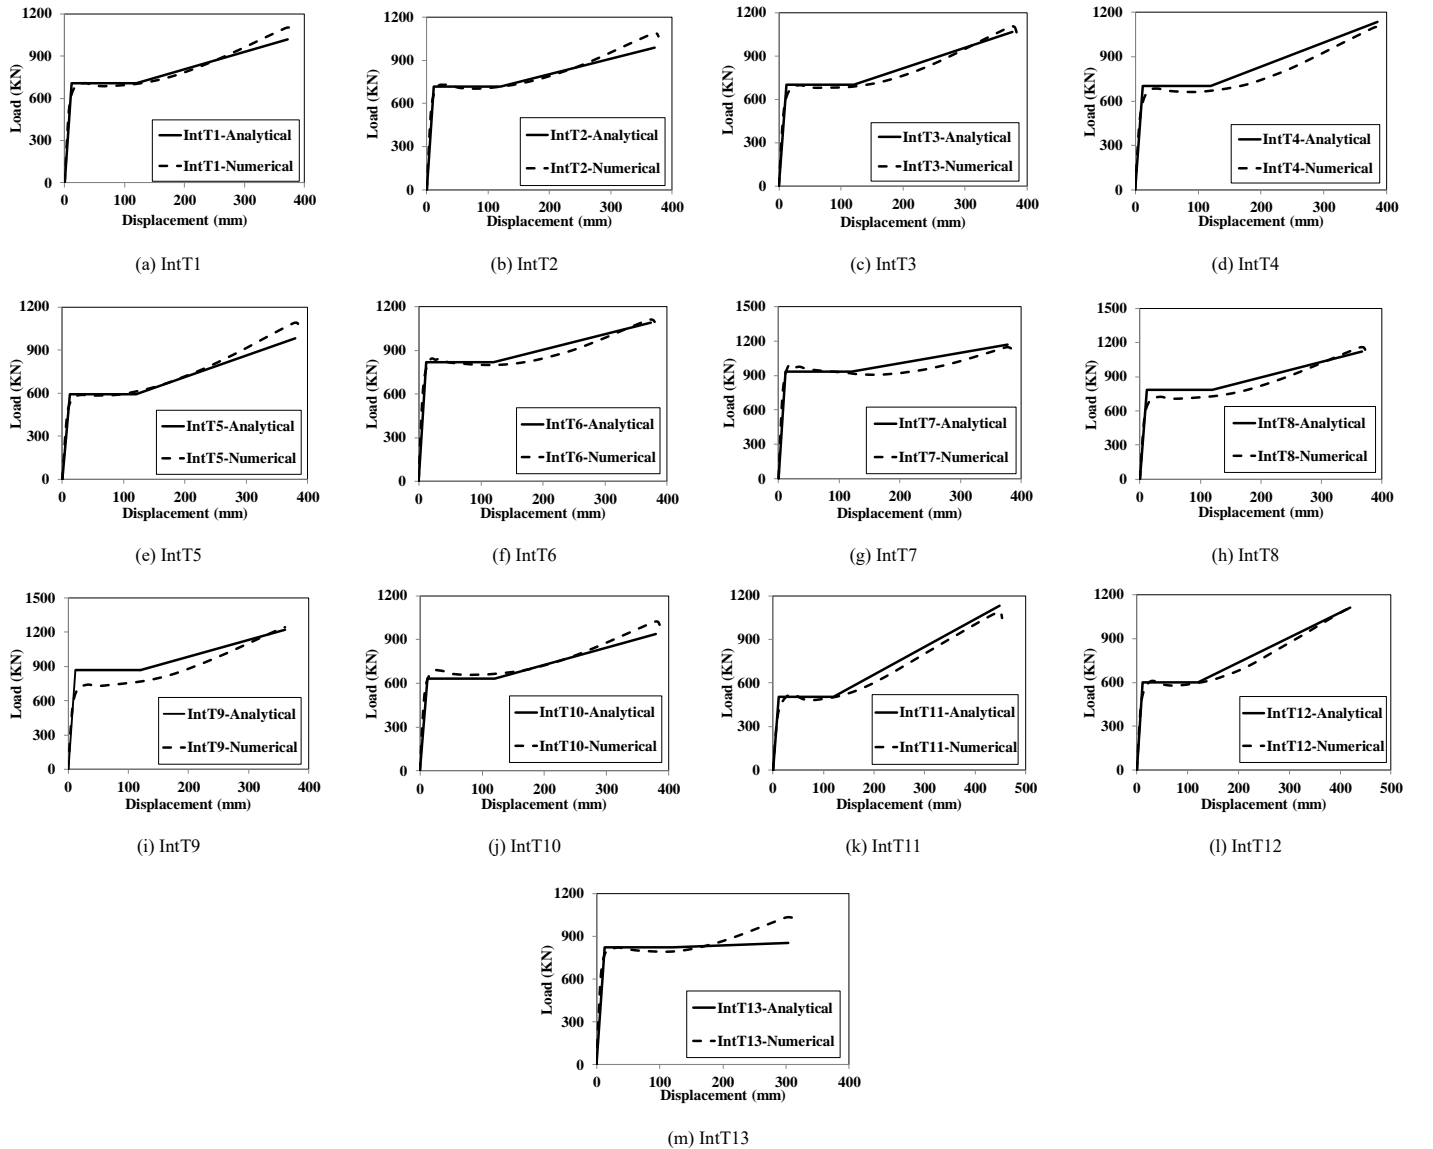 1200
900
600
300
0
Load (KN)
IntT1-Analytical
IntT1-Numerical
0 100 200 300 400
Displacement (mm)
(a) IntT1
1200
900
600
300
0
Load (KN)
IntT2-Analytical
IntT2-Numerical
0 100 200 300 400
Displacement (mm)
(b) IntT2
1200
900
600
300
0
Load (KN)
IntT3-Analytical
IntT3-Numerical
0 100 200 300 400
Displacement (mm)
(c) IntT3
1200
900
600
300
0
Load (KN)
IntT4-Analytical
IntT4-Numerical
0 100 200 300 400
Displacement (mm)
(d) IntT4
1200
900
600
300
0
Load (KN)
IntT5-Analytical
IntT5-Numerical
0 100 200 300 400
Displacement (mm)
(e) IntT5
1200
900
600
300
0
Load (KN)
IntT6-Analytical
IntT6-Numerical
0 100 200 300 400
Displacement (mm)
(f) IntT6
1500
1200
900
600
300
0
Load (KN)
IntT7-Analytical
IntT7-Numerical
0 100 200 300 400
Displacement (mm)
(g) IntT7
1500
1200
900
600
300
0
Load (KN)
IntT8-Analytical
IntT8-Numerical
0 100 200 300 400
Displacement (mm)
(h) IntT8
1500
1200
900
600
300
0
Load (KN)
IntT9-Analytical
IntT9-Numerical
0 100 200 300 400
Displacement (mm)
(i) IntT9
1200
900
600
300
0
Load (KN)
IntT10-Analytical
IntT10-Numerical
0 100 200 300 400
Displacement (mm)
(j) IntT10
1200
900
600
300
0
Load (KN)
IntT11-Analytical
IntT11-Numerical
0 100 200 300 400 500
Displacement (mm)
(k) IntT11
1200
900
600
300
0
Load (KN)
IntT12-Analytical
IntT12-Numerical
0 100 200 300 400 500
Displacement (mm)
(l) IntT12
1200
900
600
300
0
Load (KN)
IntT13-Analytical
IntT13-Numerical
0 100 200 300 400
Displacement (mm)
(m) IntT13